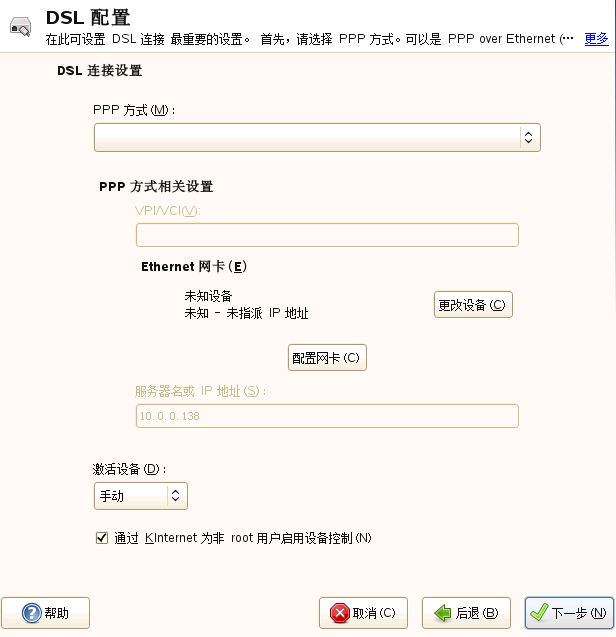 DSL 配置
在此可设置 DSL 连接 最重要的设置。 首先，请选择 PPP 方式。可以是 PPP over Ethernet (… 更多
DSL 连接设置
PPP 方式(M)：
PPP 方式相关设置
VPI/VCI(V):
Ethernet 网卡(E)
未知设备
未知 - 未指派 IP 地址
更改设备(C)
配置网卡(C)
服务器名或 IP 地址(S)：
10.0.0.138
激活设备(D)：
手动
通过 KInternet 为非 root 用户启用设备控制(N)
帮助 取消(C) 后退(B) 下一步(N)